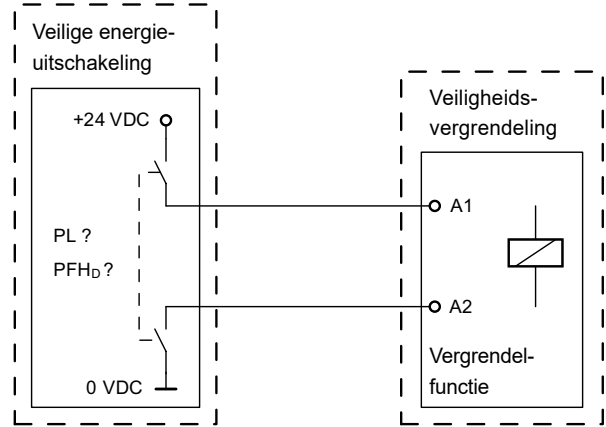 Veilige energie-
uitschakeling
+24 VDC
PL ?
PFHD ?
0 VDC
Veiligheids-
vergrendeling
A1
A2
Vergrendel-
functie